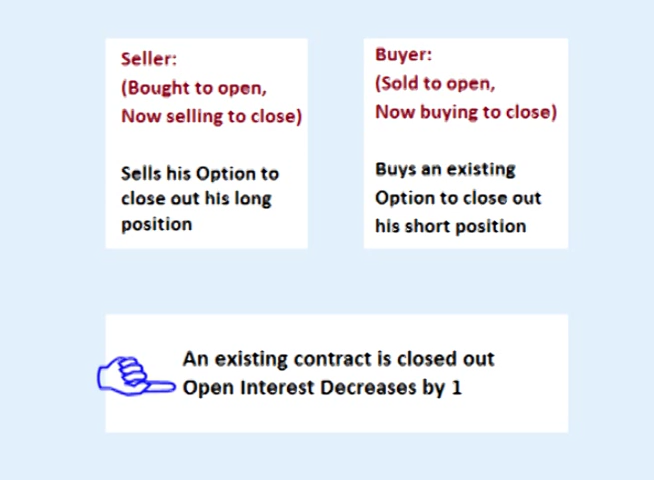 Seller:
(Bought to open,
Now selling to close)
Sells his Option to
close out his long
position
Buyer:
(Sold to open,
Now buying to close)
Buys an existing
Option to close out
his short position
An existing contract is closed out
Open Interest Decreases by 1